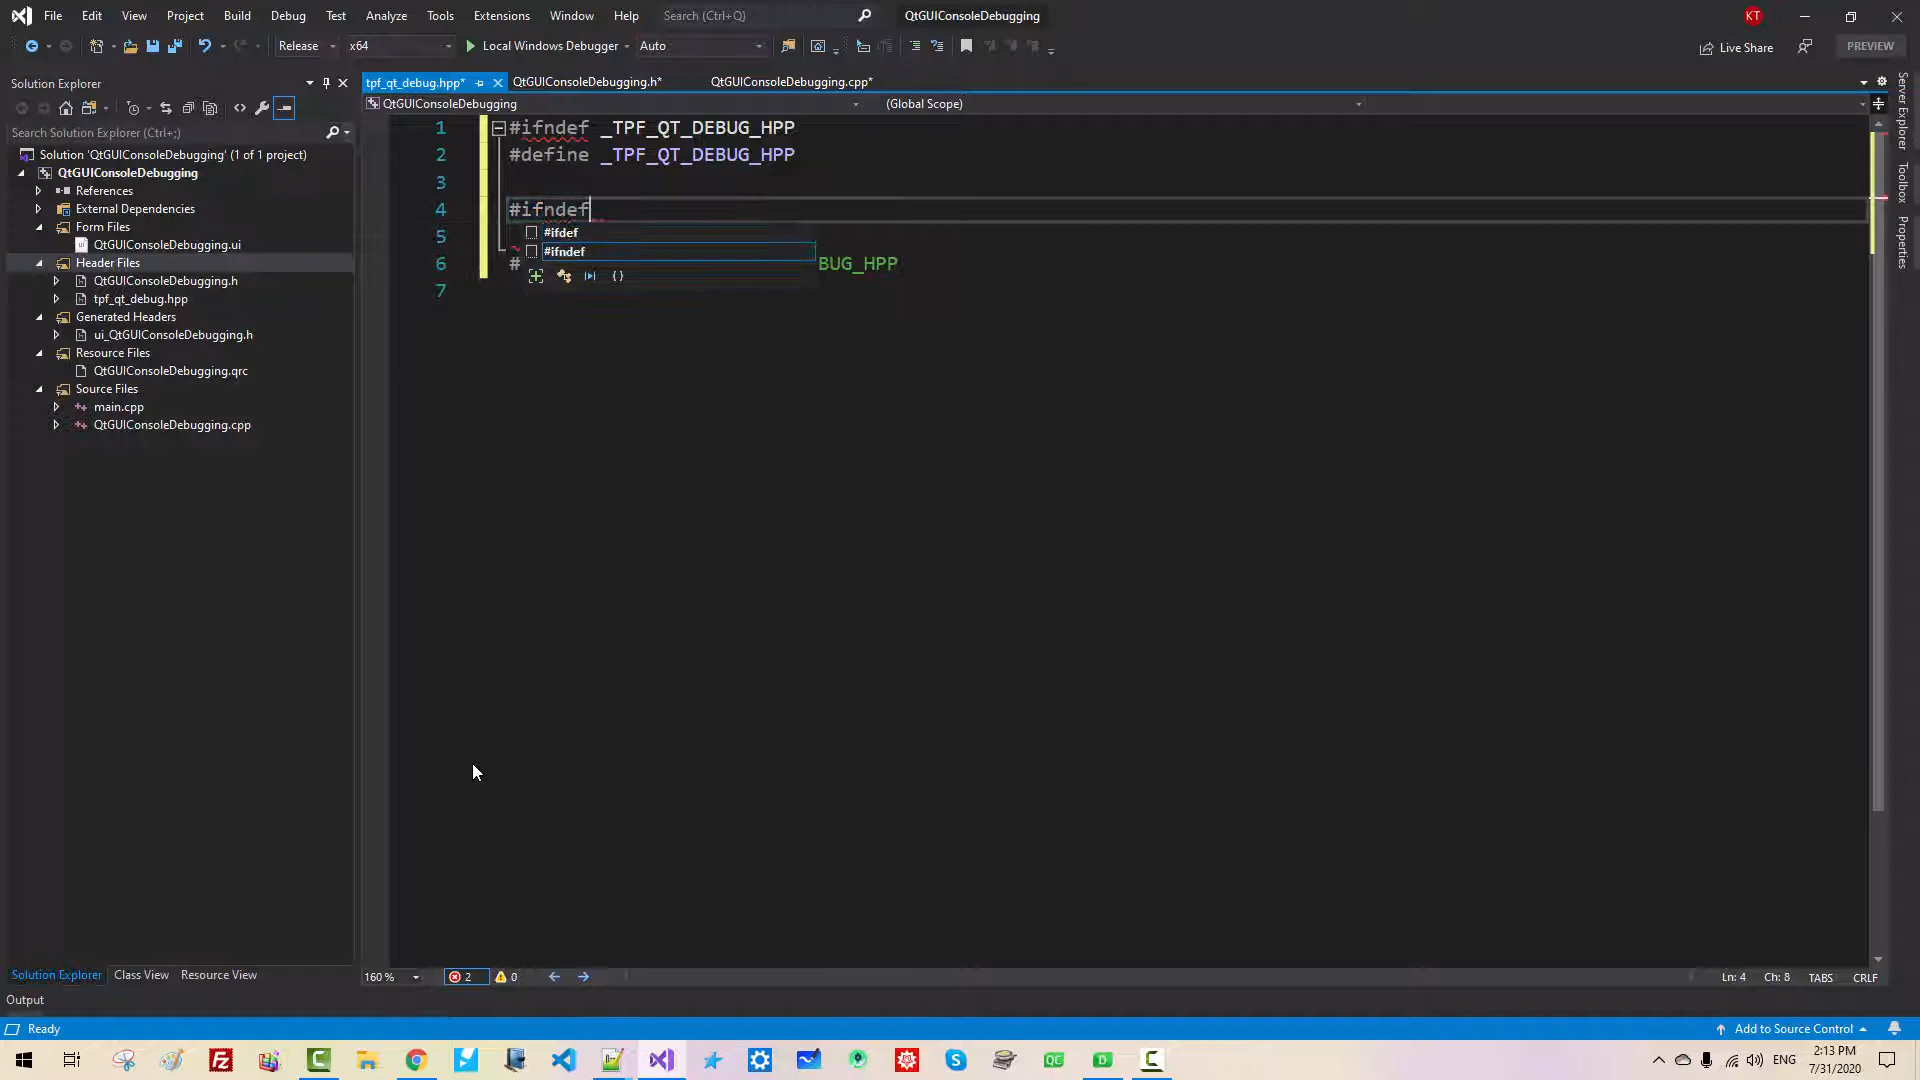 File Edit View Project Build Debug Test Analyze Tools Extensions Window Help Search (Ctrl+Q) QtGUIConsoleDebugging KT
Release x64 Local Windows Debugger Auto Live Share PREVIEW
Solution Explorer
tpf_qt_debug.hpp* QtGUIConsoleDebugging.h* QtGUIConsoleDebugging.cpp*
QtGUIConsoleDebugging (Global Scope)
Search Solution Explorer (Ctrl+;)
Solution 'QtGUIConsoleDebugging' (1 of 1 project)
QtGUIConsoleDebugging
References
External Dependencies
Form Files
QtGUIConsoleDebugging.ui
Header Files
QtGUIConsoleDebugging.h
tpf_qt_debug.hpp
Generated Headers
ui_QtGUIConsoleDebugging.h
Resource Files
QtGUIConsoleDebugging.qrc
Source Files
main.cpp
QtGUIConsoleDebugging.cpp
1 #ifndef _TPF_QT_DEBUG_HPP
2 #define _TPF_QT_DEBUG_HPP
3
4 #ifndef
5
6 # BUG_HPP
7
#ifdef
#ifndef
{}
Server Explorer
Toolbox
Properties
Solution Explorer Class View Resource View
160 % 2 0 Ln: 4 Ch: 8 TABS CRLF
Output
Ready Add to Source Control
ENG 2:13 PM
7/31/2020